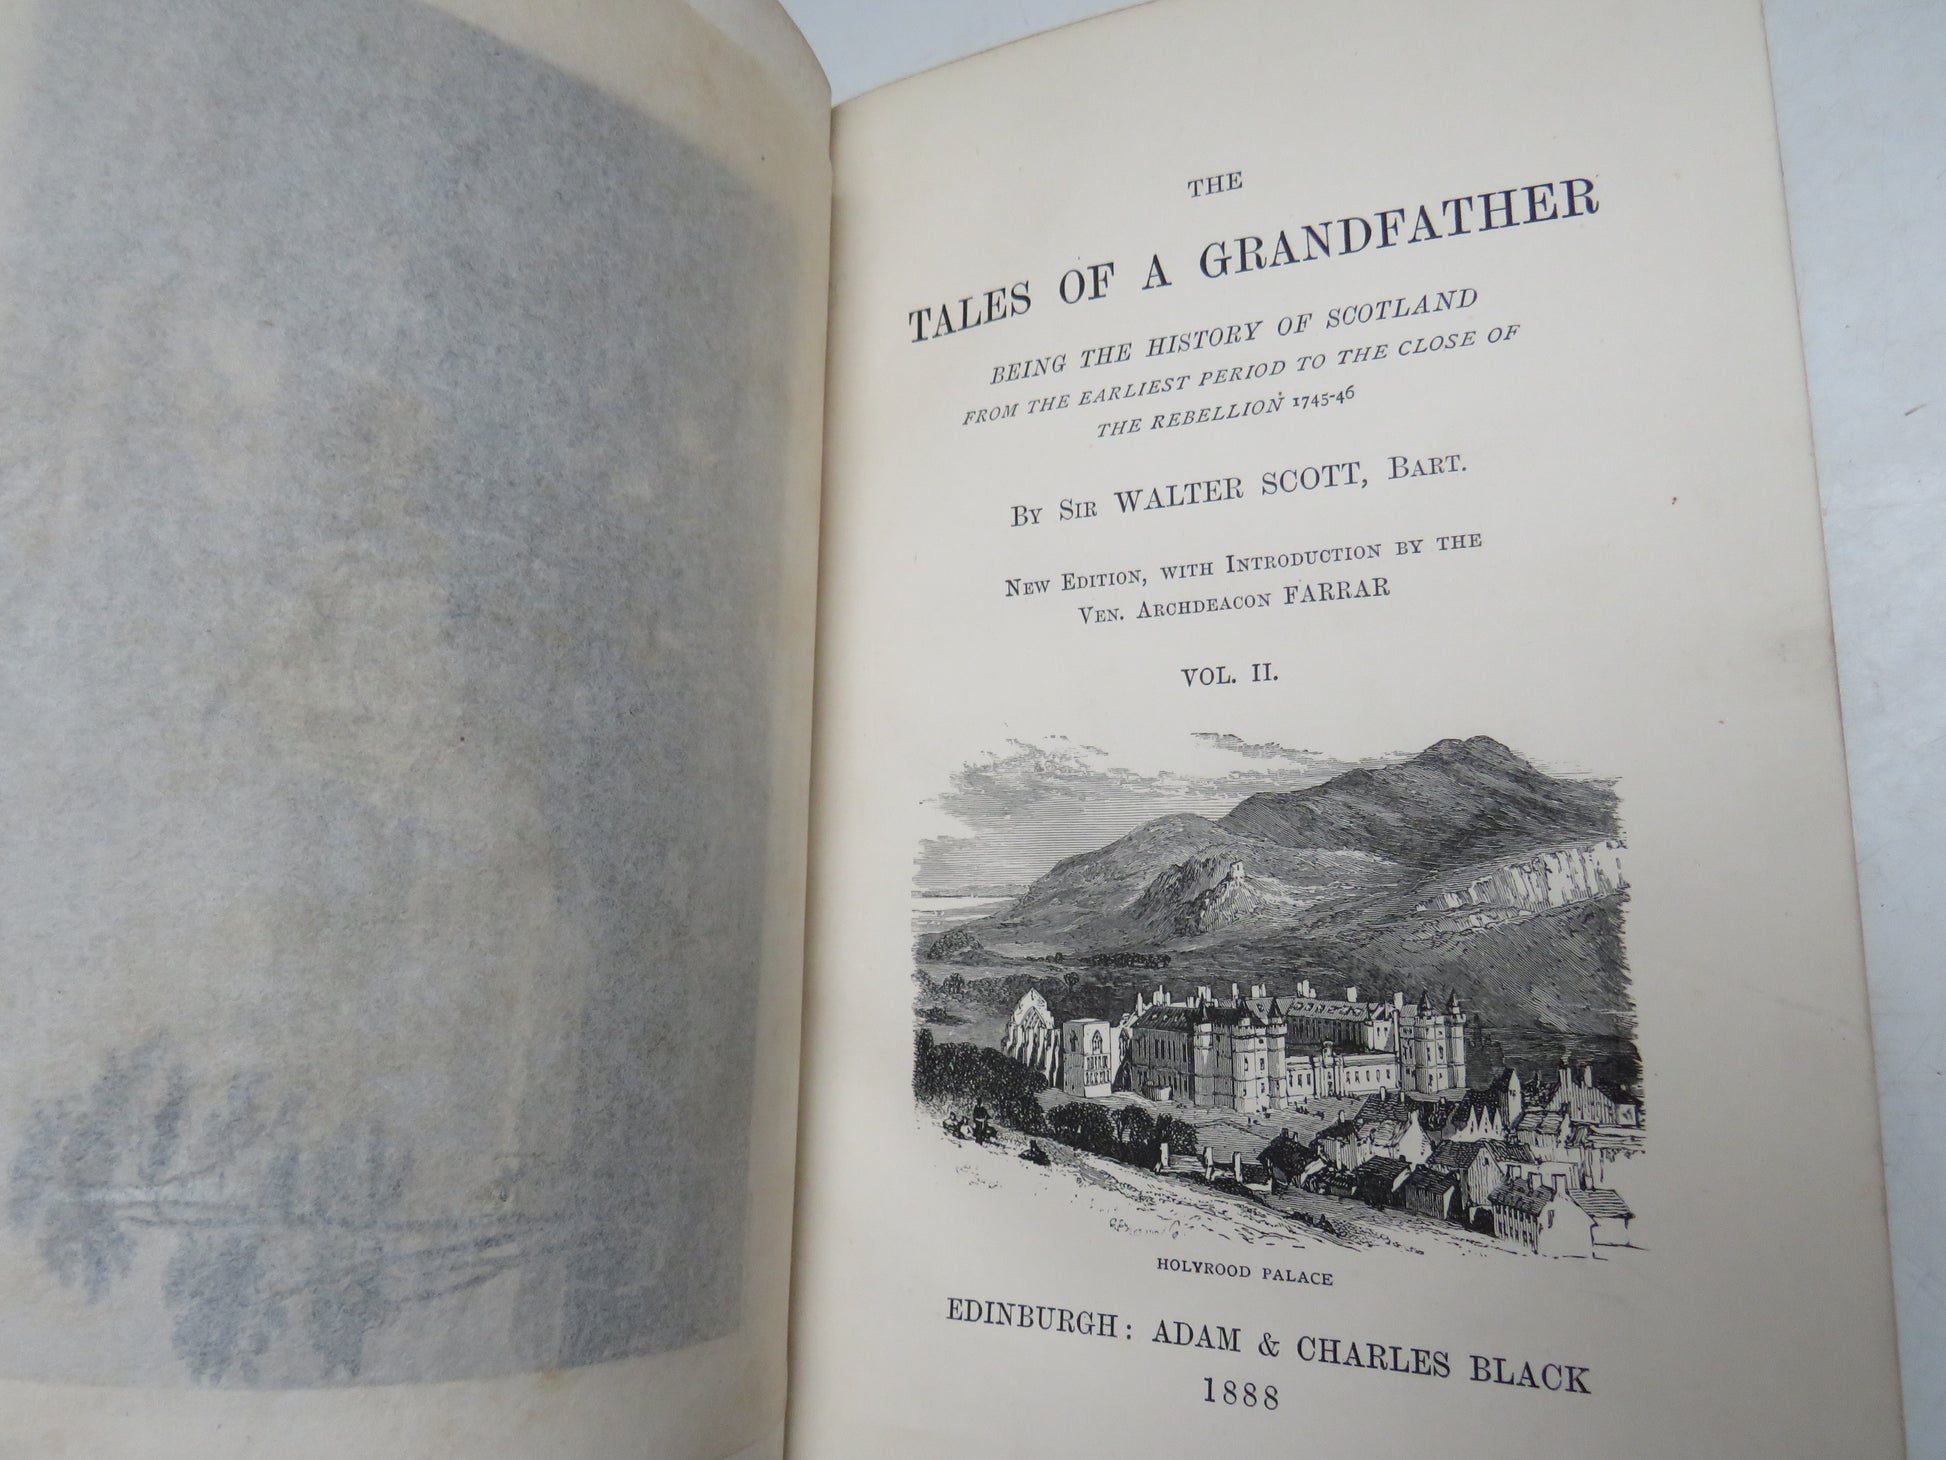 THE
TALES OF A GRANDFATHER
BEING THE HISTORY OF SCOTLAND
FROM THE EARLIEST PERIOD TO THE CLOSE OF
THE REBELLION 1745-46
By Sir WALTER SCOTT, Bart.
New Edition, with Introduction by the
Ven. Archdeacon FARRAR
VOL. II.
HOLYROOD PALACE
EDINBURGH: ADAM & CHARLES BLACK
1888